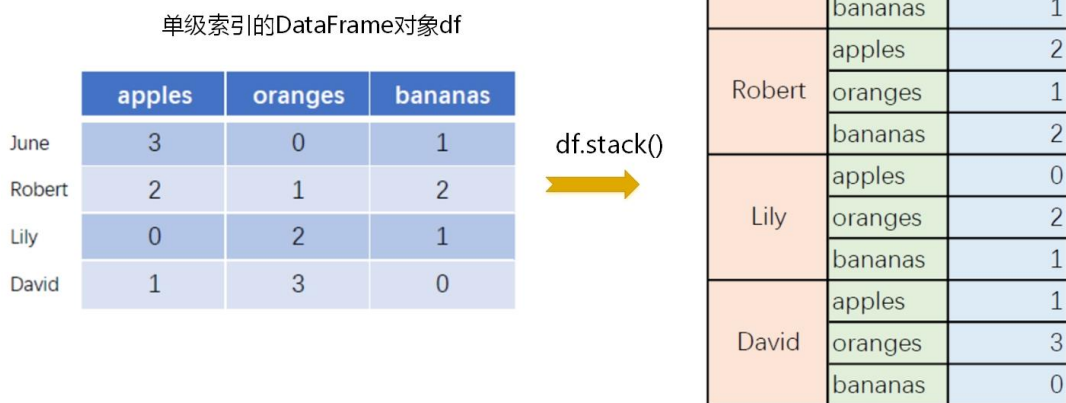 单级索引的DataFrame对象df
apples oranges bananas
June 3 0 1
Robert 2 1 2
Lily 0 2 1
David 1 3 0
df.stack()
bananas 1
apples 2
Robert oranges 1
bananas 2
apples 0
Lily oranges 2
bananas 1
apples 1
David oranges 3
bananas 0